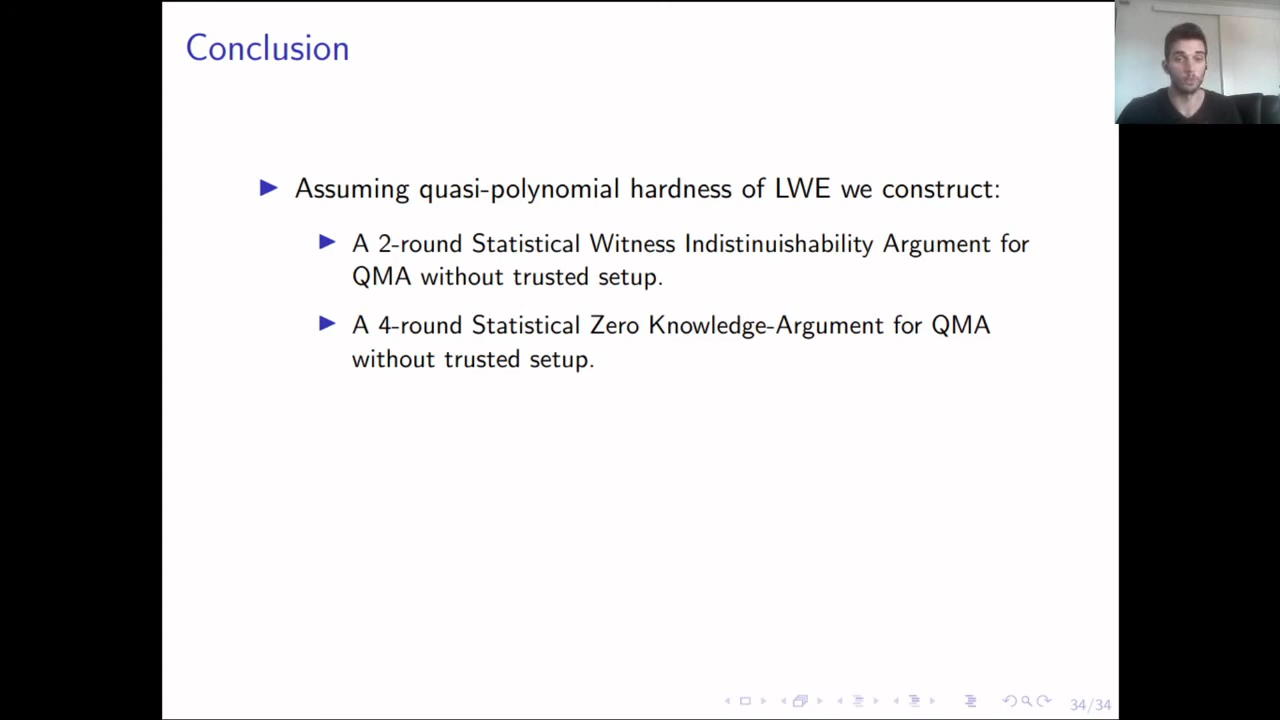 Conclusion
Assuming quasi-polynomial hardness of LWE we construct:
A 2-round Statistical Witness Indistinuishability Argument for
QMA without trusted setup.
A 4-round Statistical Zero Knowledge-Argument for QMA
without trusted setup.
34/34